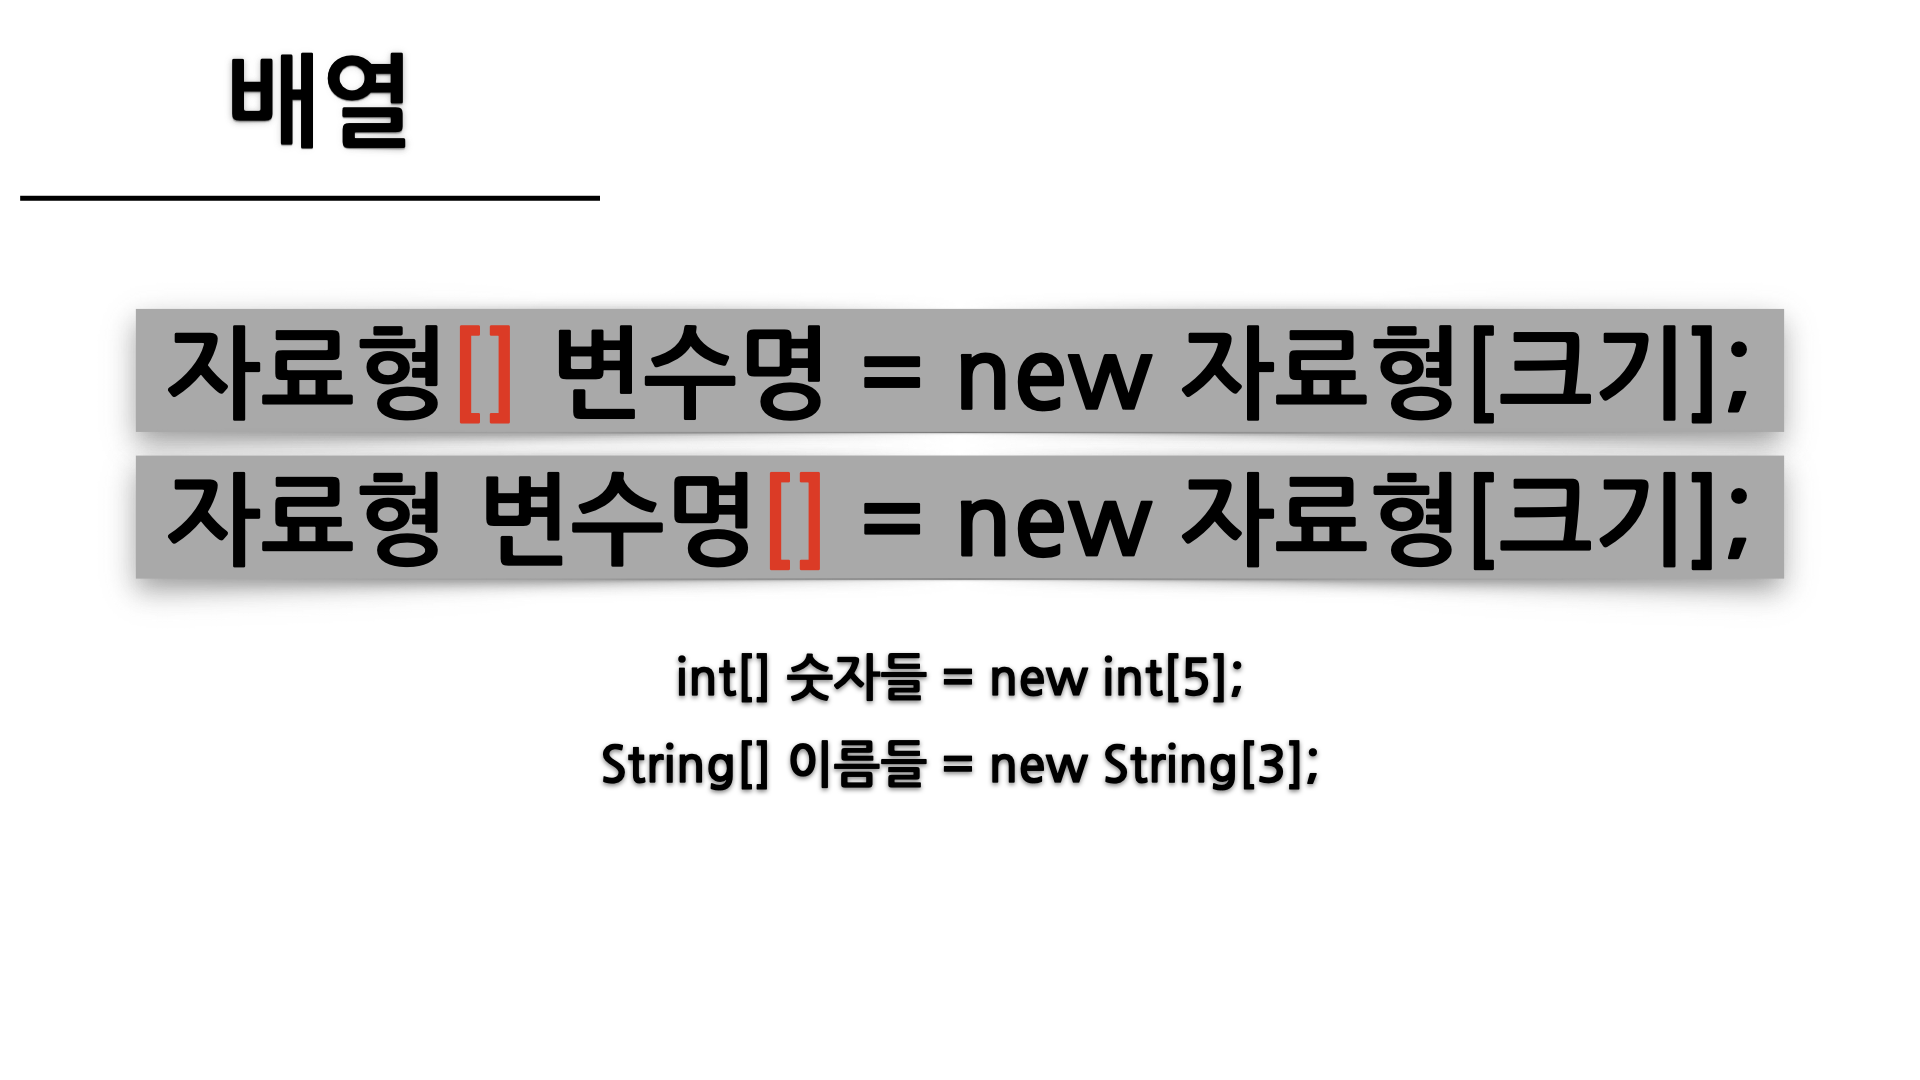 배열
자료형[] 변수명 = new 자료형[크기];
자료형 변수명[] = new 자료형[크기];
int[] 숫자들 = new int[5];
String[] 이름들 = new String[3];